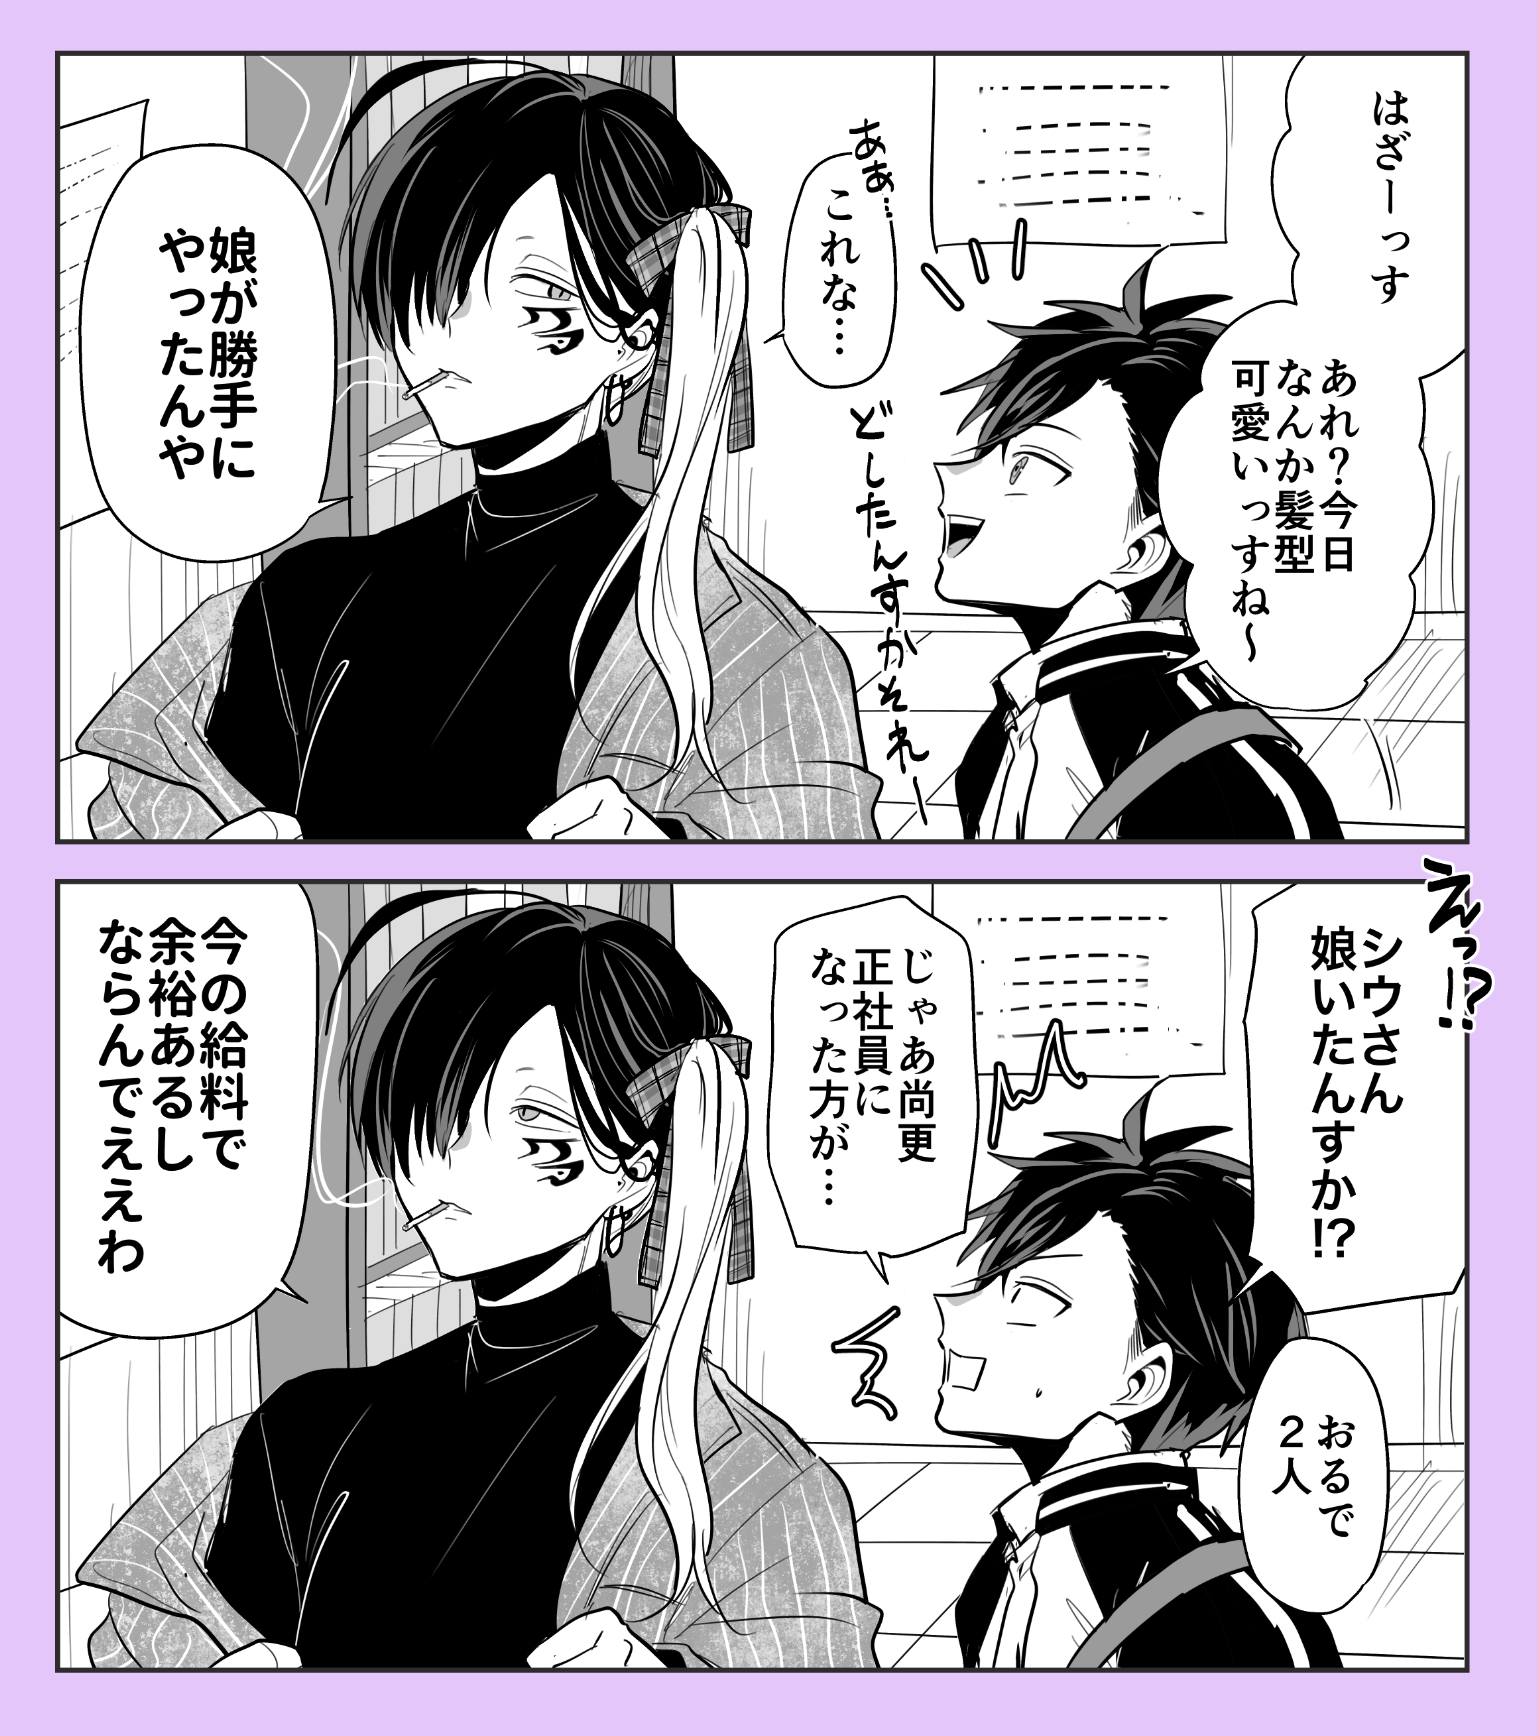 はざーっす
あれ？今日
なんか髪型
可愛いっすね〜
どしたんすかそれー
ああ…
これな…
娘が勝手に
やったんや
えっ!?
シウさん
娘いたんすか!?
おるで
2人
じゃあ尚更
正社員に
なった方が…
今の給料で
余裕あるし
ならんでええわ